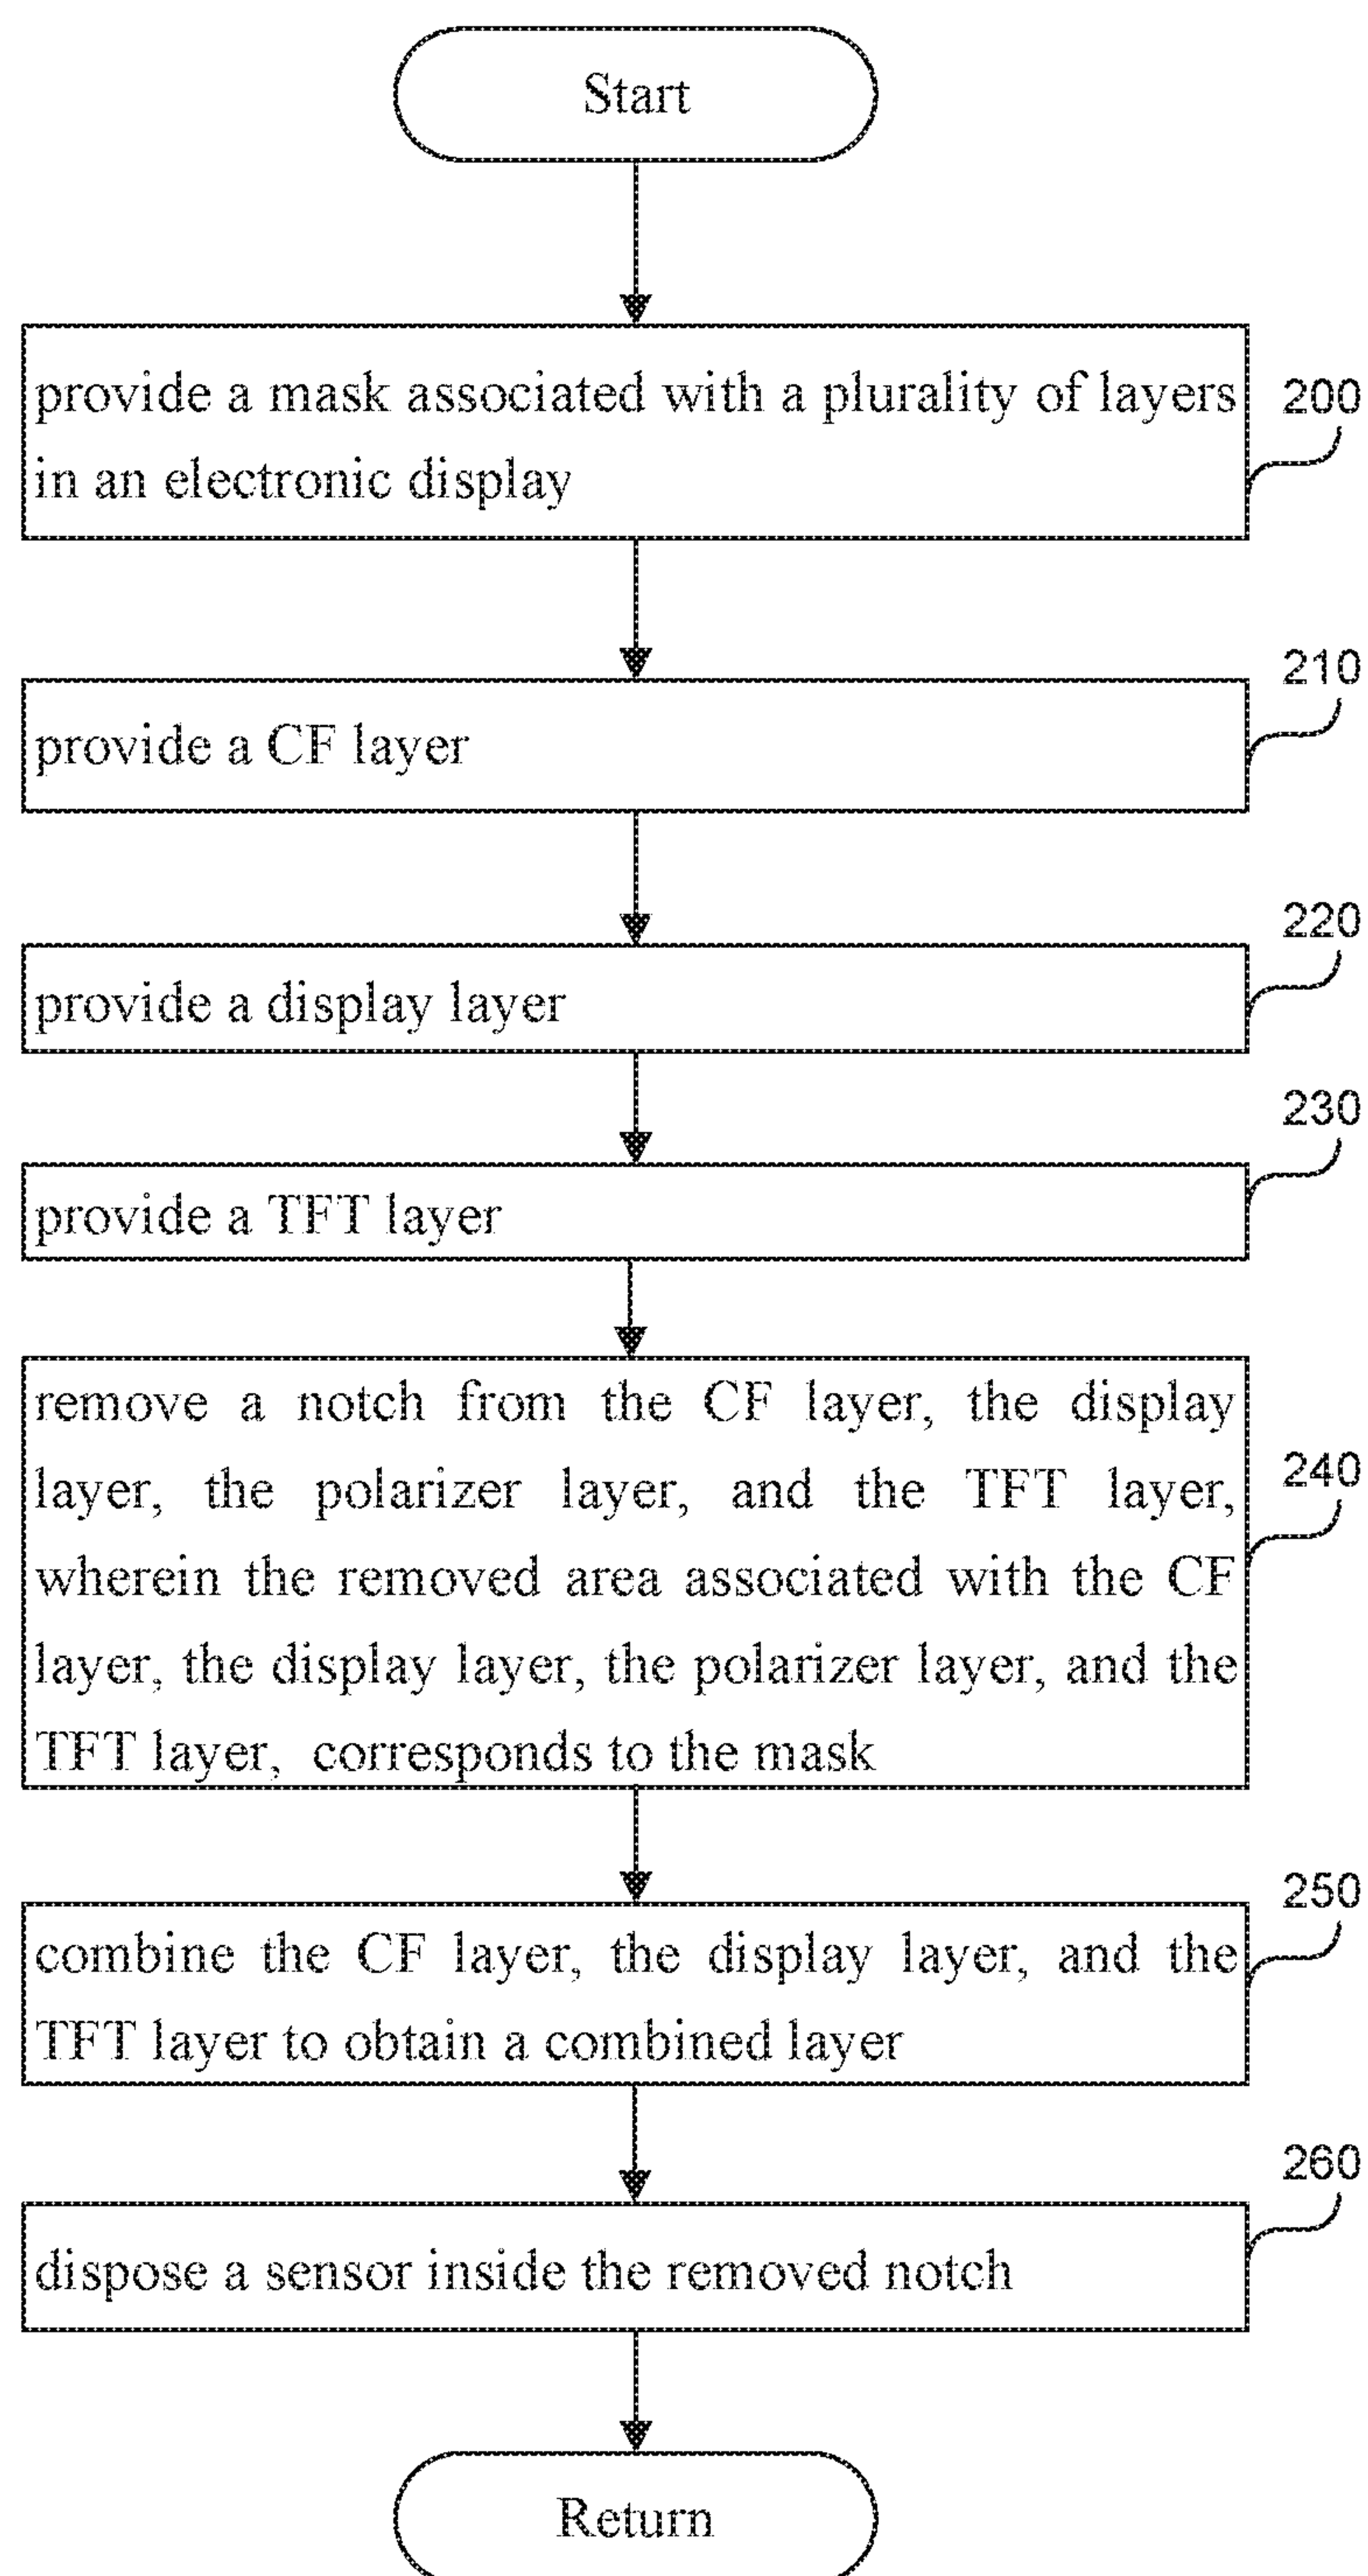 Start
provide a mask associated with a plurality of layers
in an electronic display
200
provide a CF layer
210
provide a display layer
220
provide a TFT layer
230
remove a notch from the CF layer, the display
layer, the polarizer layer, and the TFT layer,
wherein the removed area associated with the CF
layer, the display layer, the polarizer layer, and the
TFT layer, corresponds to the mask
240
combine the CF layer, the display layer, and the
TFT layer to obtain a combined layer
250
dispose a sensor inside the removed notch
260
Return